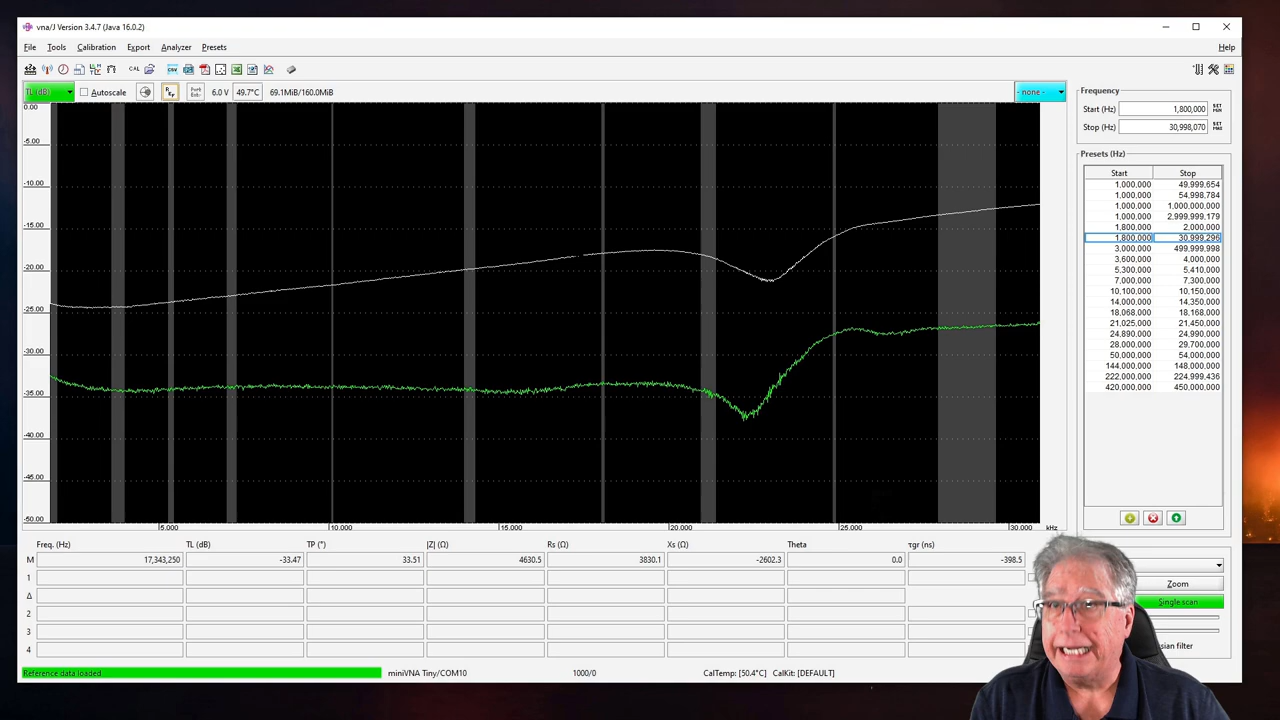 vna/J Version 3.4.7 (Java 16.0.2)
File Tools Calibration Export Analyzer Presets Help
CAL CSV
TL (dB) Autoscale 6.0 V 49.7°C 69.1MiB/160.0MiB - none -
0.00
-5.00
-10.00
-15.00
-20.00
-25.00
-30.00
-35.00
-40.00
-45.00
-50.00
5.000 10.000 15.000 20.000 25.000 30.000 kHz
Frequency
Start (Hz) 1,800,000
Stop (Hz) 30,998,070
Presets (Hz)
Start Stop
1,000,000 49,999,654
1,000,000 54,998,784
1,000,000 1,000,000,000
1,000,000 2,999,999,179
1,800,000 2,000,000
1,800,000 30,999,296
3,000,000 499,999,998
3,600,000 4,000,000
5,300,000 5,410,000
7,000,000 7,300,000
10,100,000 10,150,000
14,000,000 14,350,000
18,068,000 18,168,000
21,025,000 21,450,000
24,890,000 24,990,000
28,000,000 29,700,000
50,000,000 54,000,000
144,000,000 148,000,000
222,000,000 224,999,436
420,000,000 450,000,000
Freq. (Hz) TL (dB) TP (°) |Z| (Ω) Rs (Ω) Xs (Ω) Theta τgr (ns)
M 17,343,250 -33.47 33.51 4630.5 3830.1 -2602.3 0.0 -398.5
1
Δ
2
3
4
Zoom
Single scan
sian filter
Reference data loaded miniVNA Tiny/COM10 1000/0 CalTemp: [50.4°C] CalKit: [DEFAULT]